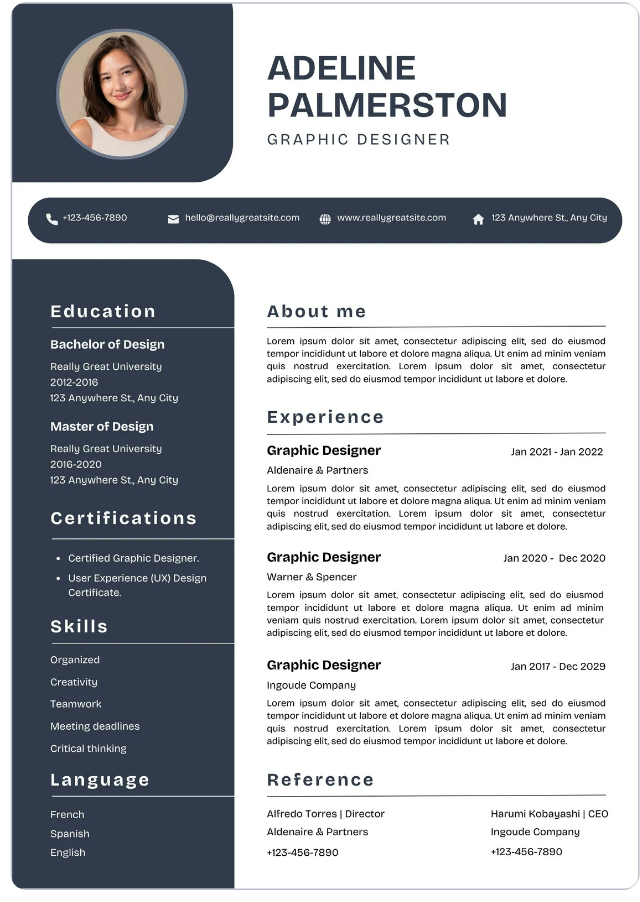 ADELINE
PALMERSTON
GRAPHIC DESIGNER
+123-456-7890
hello@reallygreatsite.com
www.reallygreatsite.com
123 Anywhere St., Any City
Education
Bachelor of Design
Really Great University
2012-2016
123 Anywhere St., Any City
Master of Design
Really Great University
2016-2020
123 Anywhere St., Any City
Certifications
• Certified Graphic Designer.
• User Experience (UX) Design
Certificate.
Skills
Organized
Creativity
Teamwork
Meeting deadlines
Critical thinking
Language
French
Spanish
English
About me
Lorem ipsum dolor sit amet, consectetur adipiscing elit, sed do eiusmod
tempor incididunt ut labore et dolore magna aliqua. Ut enim ad minim veniam
quis nostrud exercitation. Lorem ipsum dolor sit amet, consectetur
adipiscing elit, sed do eiusmod tempor incididunt ut labore et dolore.
Experience
Graphic Designer Jan 2021 - Jan 2022
Aldenaire & Partners
Lorem ipsum dolor sit amet, consectetur adipiscing elit, sed do eiusmod
tempor incididunt ut labore et dolore magna aliqua. Ut enim ad minim veniam
quis nostrud exercitation. Lorem ipsum dolor sit amet, consectetur
adipiscing elit, sed do eiusmod tempor incididunt ut labore et dolore.
Graphic Designer Jan 2020 - Dec 2020
Warner & Spencer
Lorem ipsum dolor sit amet, consectetur adipiscing elit, sed do eiusmod
tempor incididunt ut labore et dolore magna aliqua. Ut enim ad minim
veniam quis nostrud exercitation. Lorem ipsum dolor sit amet, consectetur
adipiscing elit, sed do eiusmod tempor incididunt ut labore et dolore.
Graphic Designer Jan 2017 - Dec 2029
Ingoude Company
Lorem ipsum dolor sit amet, consectetur adipiscing elit, sed do eiusmod
tempor incididunt ut labore et dolore magna aliqua. Ut enim ad minim veniam
quis nostrud exercitation. Lorem ipsum dolor sit amet, consectetur
adipiscing elit, sed do eiusmod tempor incididunt ut labore et dolore.
Reference
Alfredo Torres | Director
Aldenaire & Partners
+123-456-7890
Harumi Kobayashi | CEO
Ingoude Company
+123-456-7890